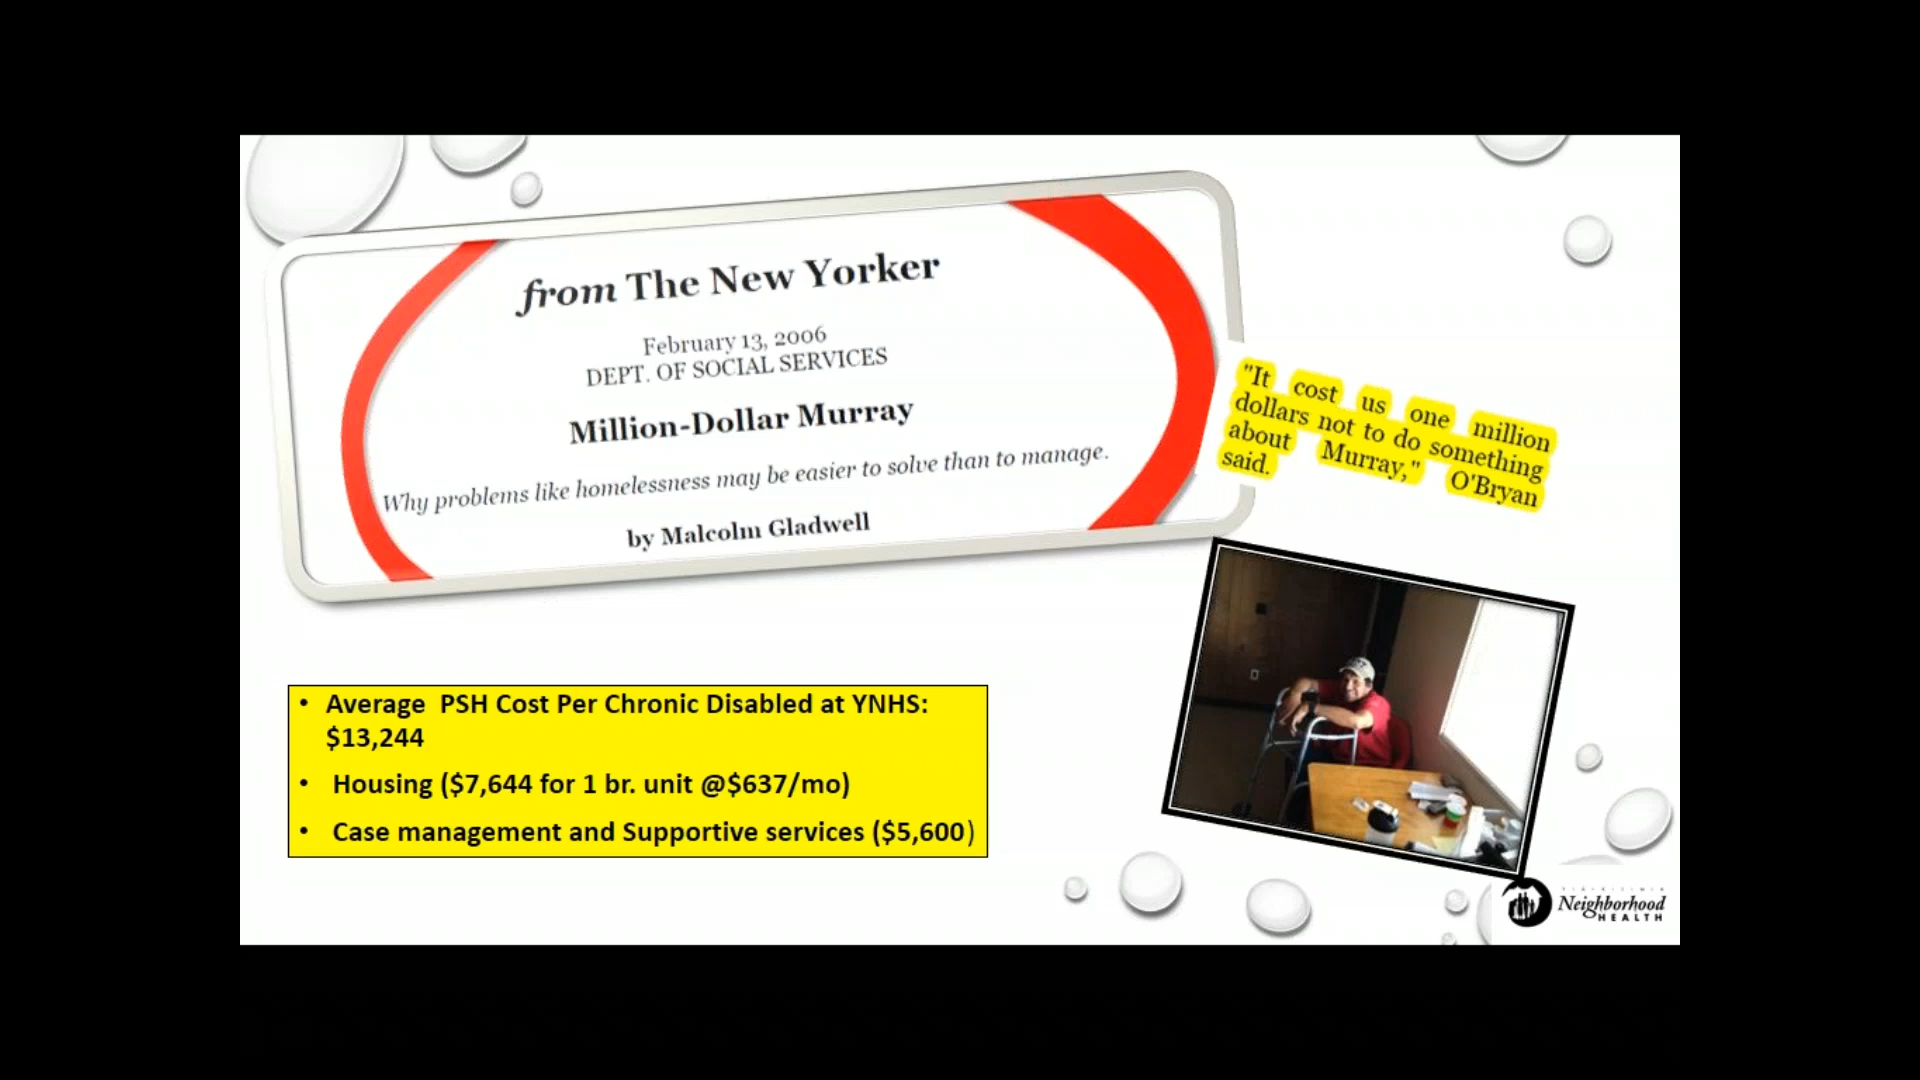 from The New Yorker
February 13, 2006
DEPT. OF SOCIAL SERVICES
Million-Dollar Murray
Why problems like homelessness may be easier to solve than to manage.
by Malcolm Gladwell
"It cost us one million
dollars not to do something
about Murray," O'Bryan
said.
• Average PSH Cost Per Chronic Disabled at YNHS:
$13,244
• Housing ($7,644 for 1 br. unit @$637/mo)
• Case management and Supportive services ($5,600)
Neighborhood
HEALTH